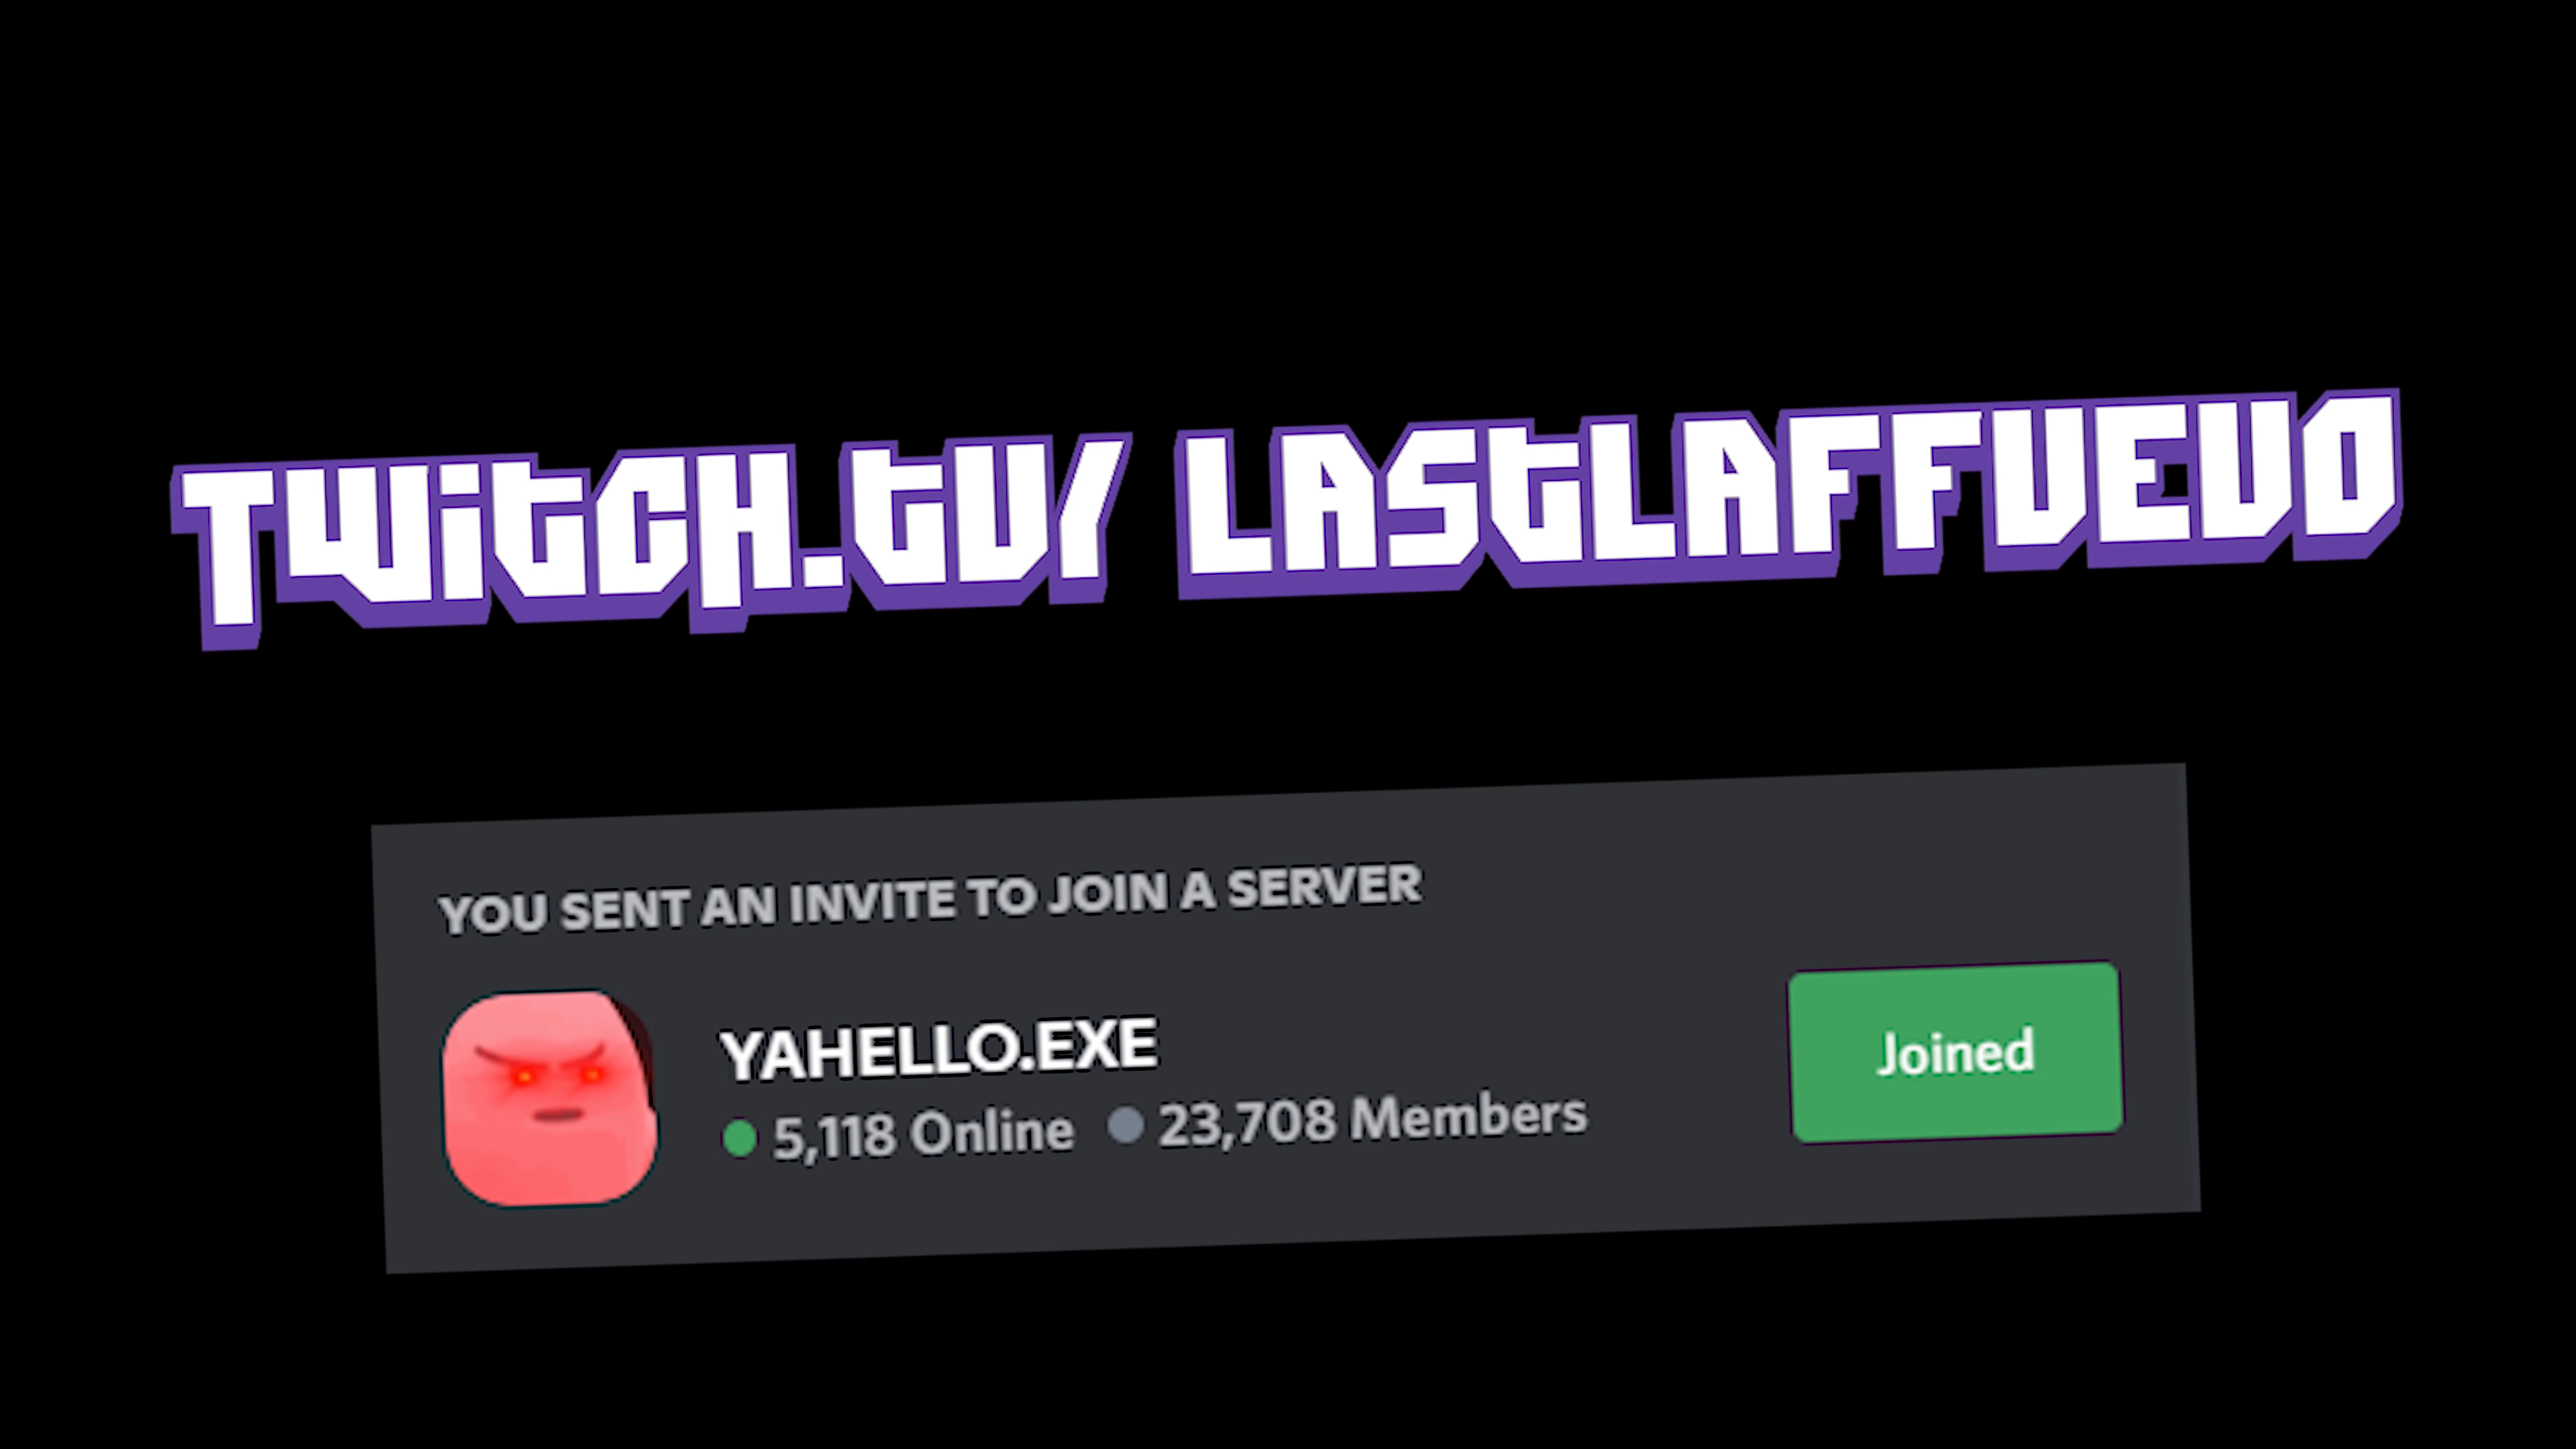 TWitCH.tV/ LAStLAFFVEVO
YOU SENT AN INVITE TO JOIN A SERVER
YAHELLO.EXE
5,118 Online 23,708 Members
Joined